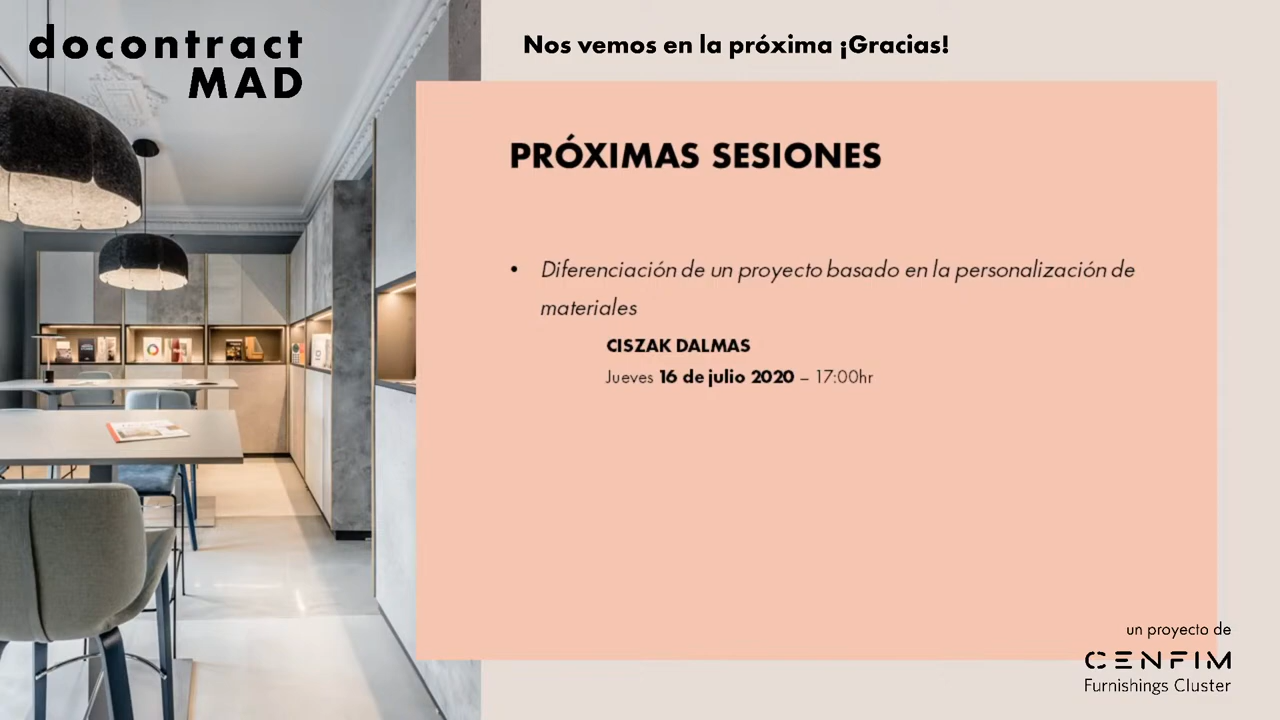 docontract
MAD
Nos vemos en la próxima ¡Gracias!
PRÓXIMAS SESIONES
• Diferenciación de un proyecto basado en la personalización de
materiales
CISZAK DALMAS
Jueves 16 de julio 2020 – 17:00hr
un proyecto de
CENFIM
Furnishings Cluster